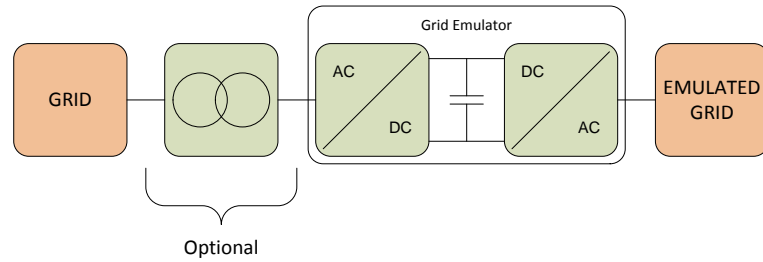 Grid Emulator
GRID
AC
DC
DC
AC
EMULATED
GRID
Optional